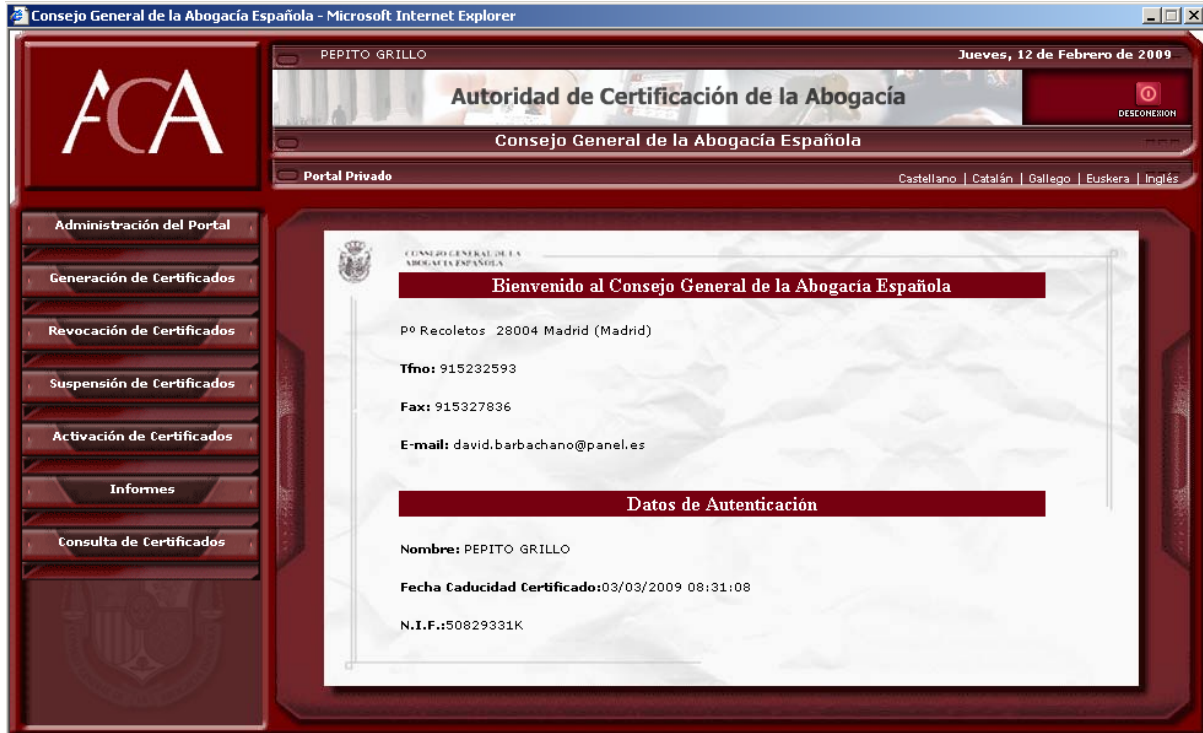 Consejo General de la Abogacía Española - Microsoft Internet Explorer
ACA
PEPITO GRILLO
Jueves, 12 de Febrero de 2009
Autoridad de Certificación de la Abogacía
DESCONEXION
Consejo General de la Abogacía Española
Portal Privado
Castellano | Catalán | Gallego | Euskera | Inglés
Administración del Portal
Generación de Certificados
Revocación de Certificados
Suspensión de Certificados
Activación de Certificados
Informes
Consulta de Certificados
CONSEJO GENERAL DE LA
ABOGACÍA ESPAÑOLA
Bienvenido al Consejo General de la Abogacía Española
Pº Recoletos 28004 Madrid (Madrid)
Tfno: 915232593
Fax: 915327836
E-mail: david.barbachano@panel.es
Datos de Autenticación
Nombre: PEPITO GRILLO
Fecha Caducidad Certificado:03/03/2009 08:31:08
N.I.F.:50829331K